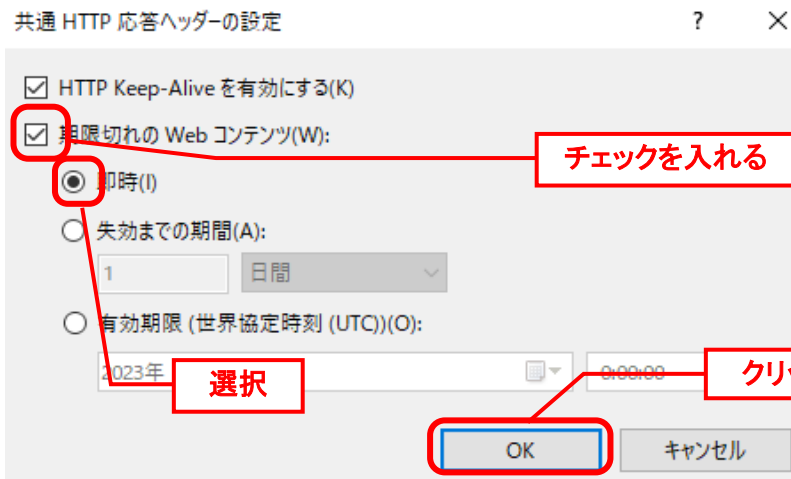 共通 HTTP 応答ヘッダーの設定
HTTP Keep-Alive を有効にする(K)
期限切れの Web コンテンツ(W):
チェックを入れる
即時(I)
失効までの期間(A):
1 日間
有効期限 (世界協定時刻 (UTC))(O):
2023年 0:00:00
選択
クリッ
OK キャンセル